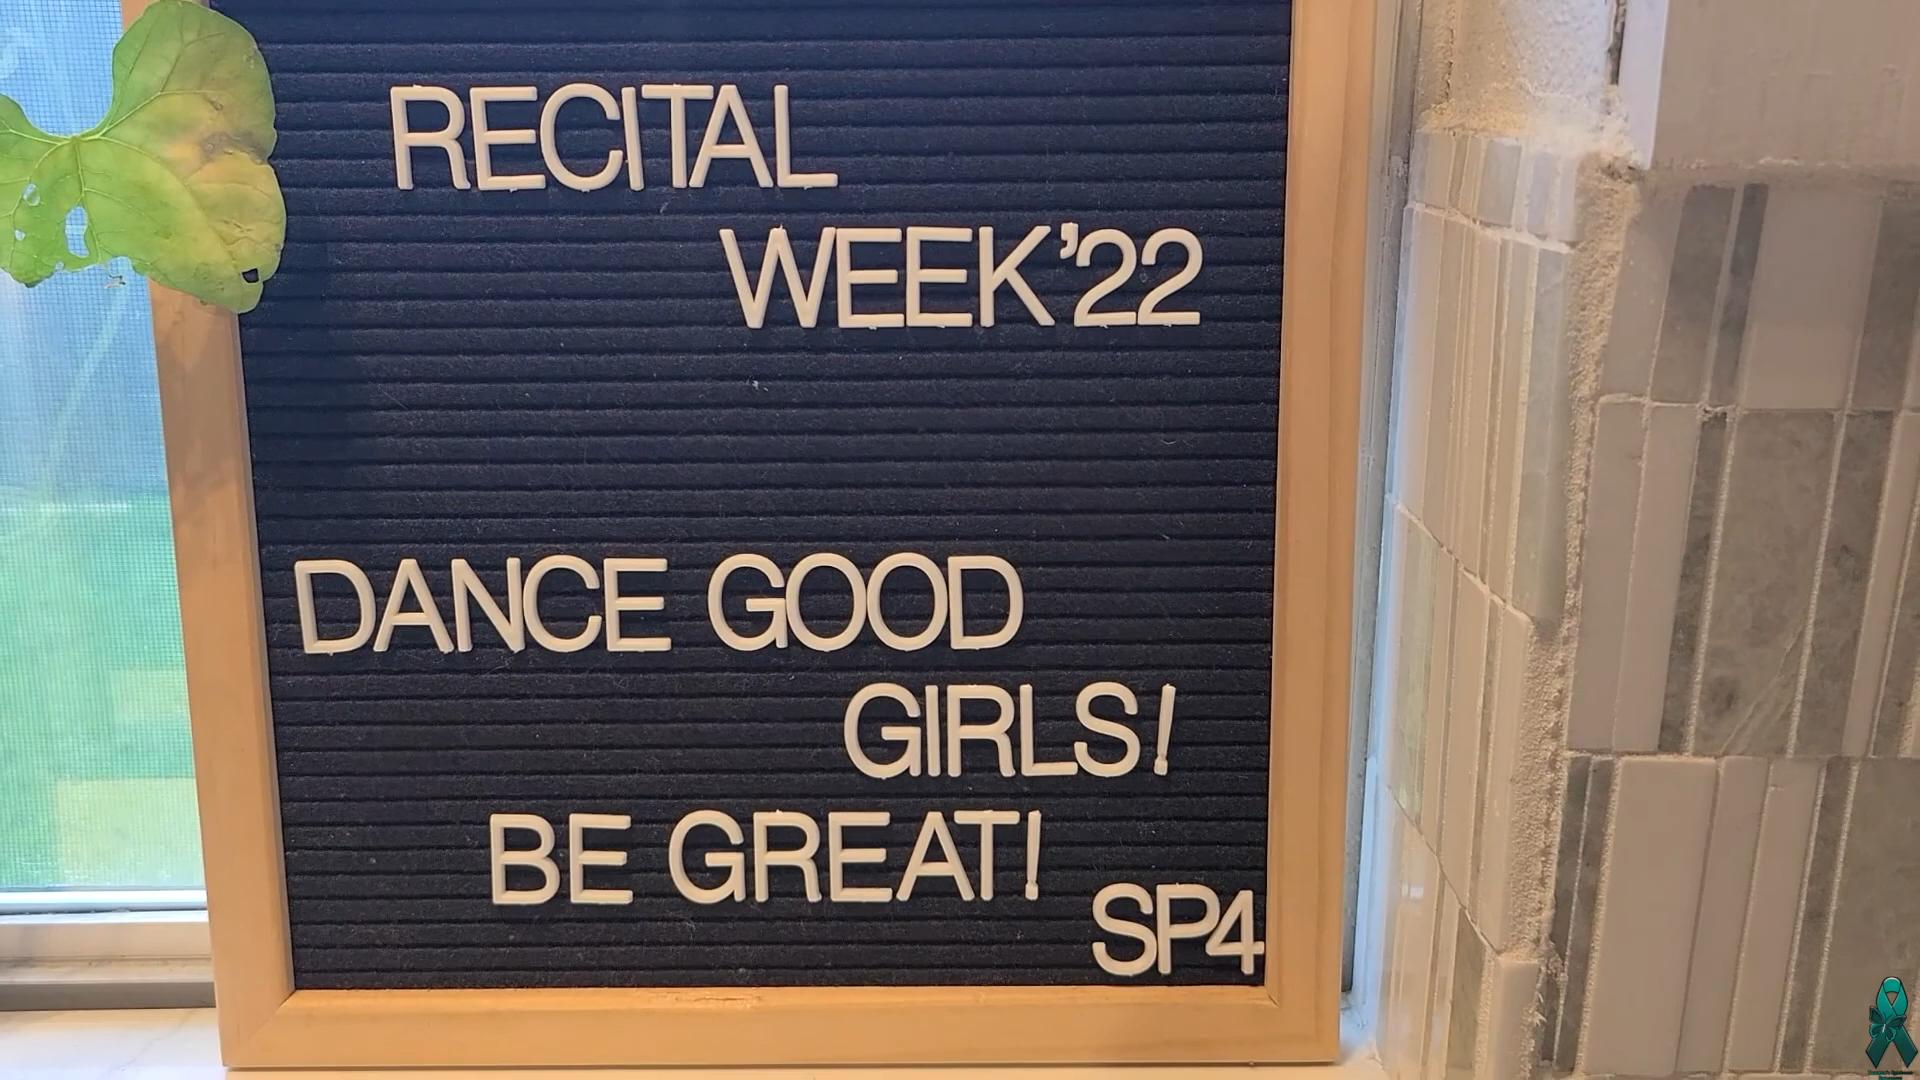 RECITAL
WEEK'22
DANCE GOOD
GIRLS!
BE GREAT!
SP4